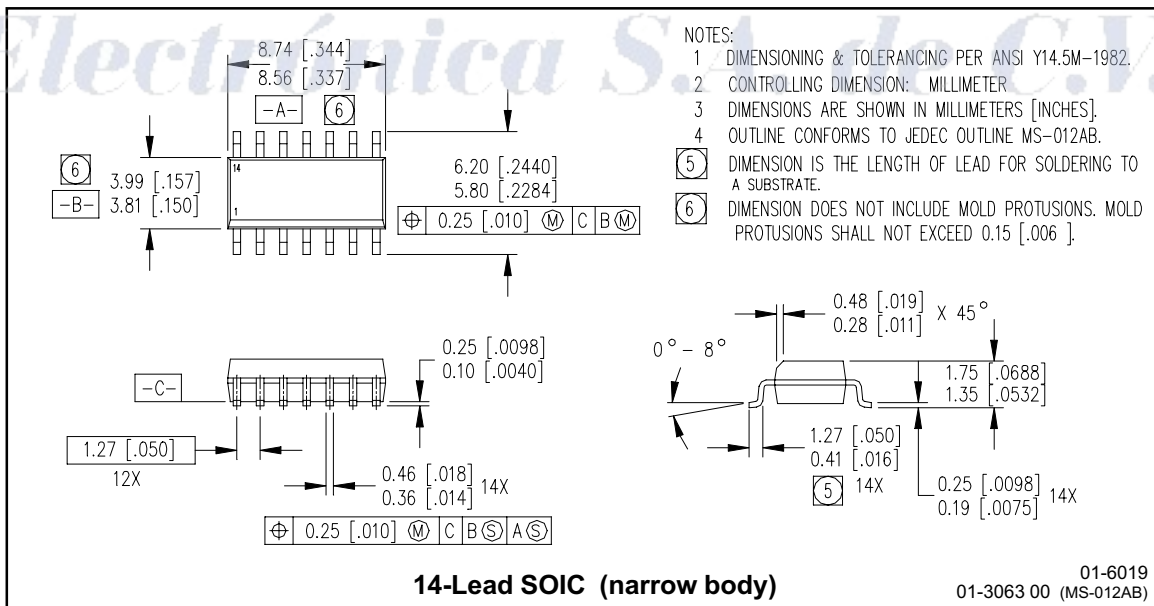 Electrónica S.A. de C.V.
8.74 [.344]
8.56 [.337]
-A- 6
6
3.99 [.157]
3.81 [.150]
-B-
14
1
6.20 [.2440]
5.80 [.2284]
⌖ 0.25 [.010] Ⓜ C B Ⓜ
NOTES:
1 DIMENSIONING & TOLERANCING PER ANSI Y14.5M-1982.
2 CONTROLLING DIMENSION: MILLIMETER
3 DIMENSIONS ARE SHOWN IN MILLIMETERS [INCHES].
4 OUTLINE CONFORMS TO JEDEC OUTLINE MS-012AB.
5 DIMENSION IS THE LENGTH OF LEAD FOR SOLDERING TO
A SUBSTRATE.
6 DIMENSION DOES NOT INCLUDE MOLD PROTUSIONS. MOLD
PROTUSIONS SHALL NOT EXCEED 0.15 [.006 ].
-C-
0.25 [.0098]
0.10 [.0040]
1.27 [.050]
12X
0.46 [.018]
0.36 [.014]
14X
⌖ 0.25 [.010] Ⓜ C B Ⓢ A Ⓢ
0.48 [.019]
0.28 [.011]
X 45°
0°-8°
1.75 [.0688]
1.35 [.0532]
1.27 [.050]
0.41 [.016]
5 14X
0.25 [.0098]
0.19 [.0075]
14X
14-Lead SOIC (narrow body)
01-6019
01-3063 00 (MS-012AB)